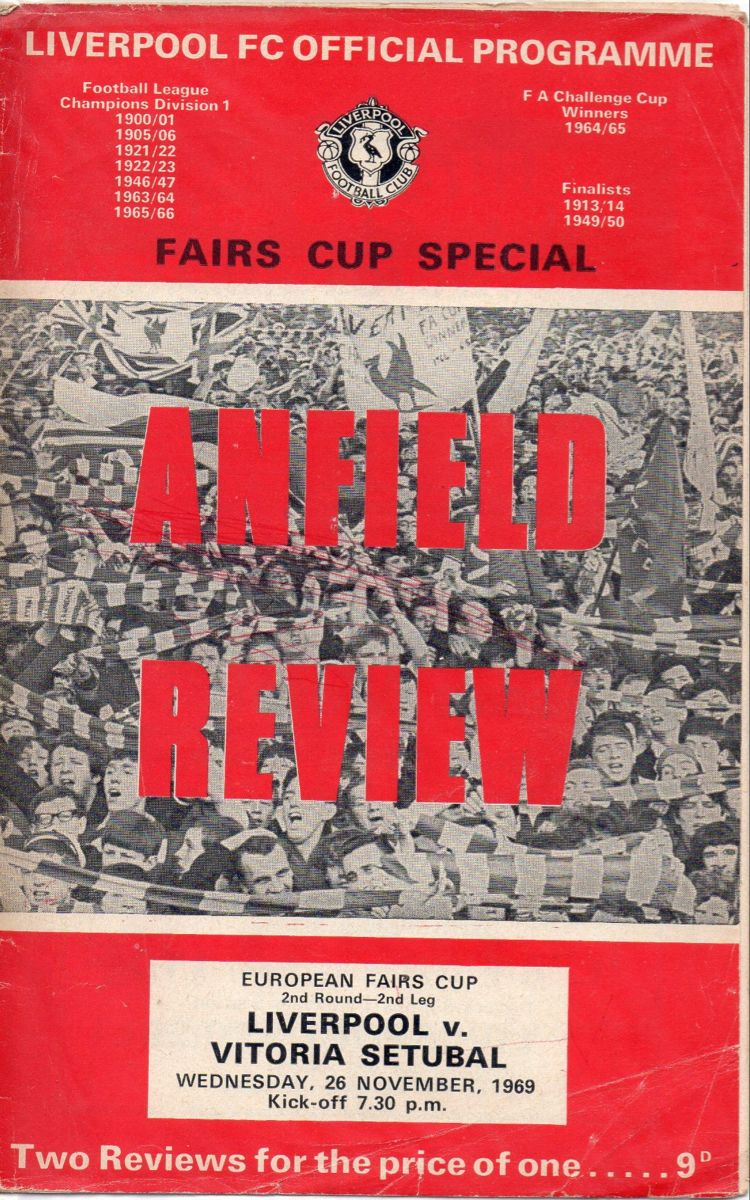 LIVERPOOL FC OFFICIAL PROGRAMME
Football League
Champions Division 1
1900/01
1905/06
1921/22
1922/23
1946/47
1963/64
1965/66
LIVERPOOL
FOOTBALL CLUB
F A Challenge Cup
Winners
1964/65
Finalists
1913/14
1949/50
FAIRS CUP SPECIAL
FA CUP
WINNERS
ANFIELD
REVIEW
EUROPEAN FAIRS CUP
2nd Round—2nd Leg
LIVERPOOL v.
VITORIA SETUBAL
WEDNESDAY, 26 NOVEMBER, 1969
Kick-off 7.30 p.m.
Two Reviews for the price of one.....9D